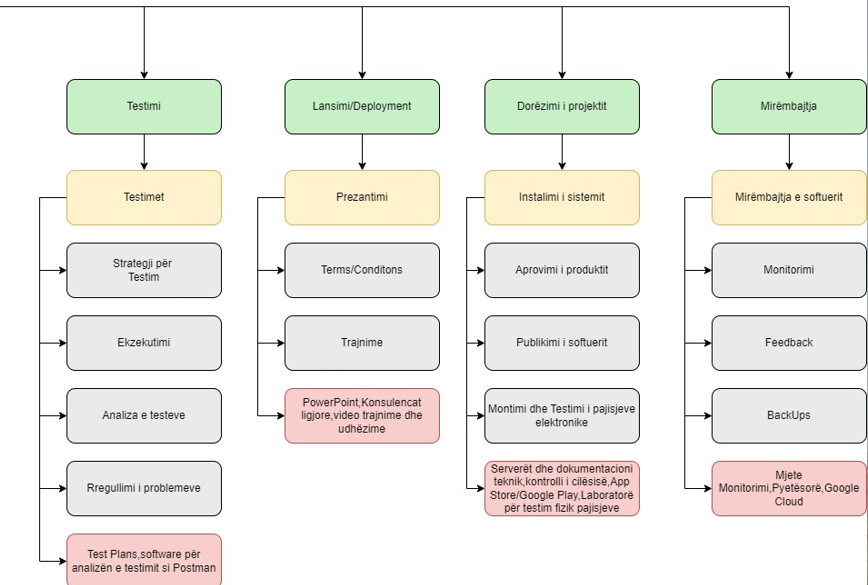 Testimi
Lansimi/Deployment
Dorëzimi i projektit
Mirëmbajtja
Testimet
Prezantimi
Instalimi i sistemit
Mirëmbajtja e softuerit
Strategji për
Testim
Terms/Conditons
Aprovimi i produktit
Monitorimi
Ekzekutimi
Trajnime
Publikimi i softuerit
Feedback
Analiza e testeve
PowerPoint,Konsulencat
ligjore,video trajnime dhe
udhëzime
Montimi dhe Testimi i pajisjeve
elektronike
BackUps
Rregullimi i problemeve
Serverët dhe dokumentacioni
teknik,kontrolli i cilësisë,App
Store/Google Play,Laboratorë
për testim fizik pajisjeve
Mjete
Monitorimi,Pyetësorë,Google
Cloud
Test Plans,software për
analizën e testimit si Postman